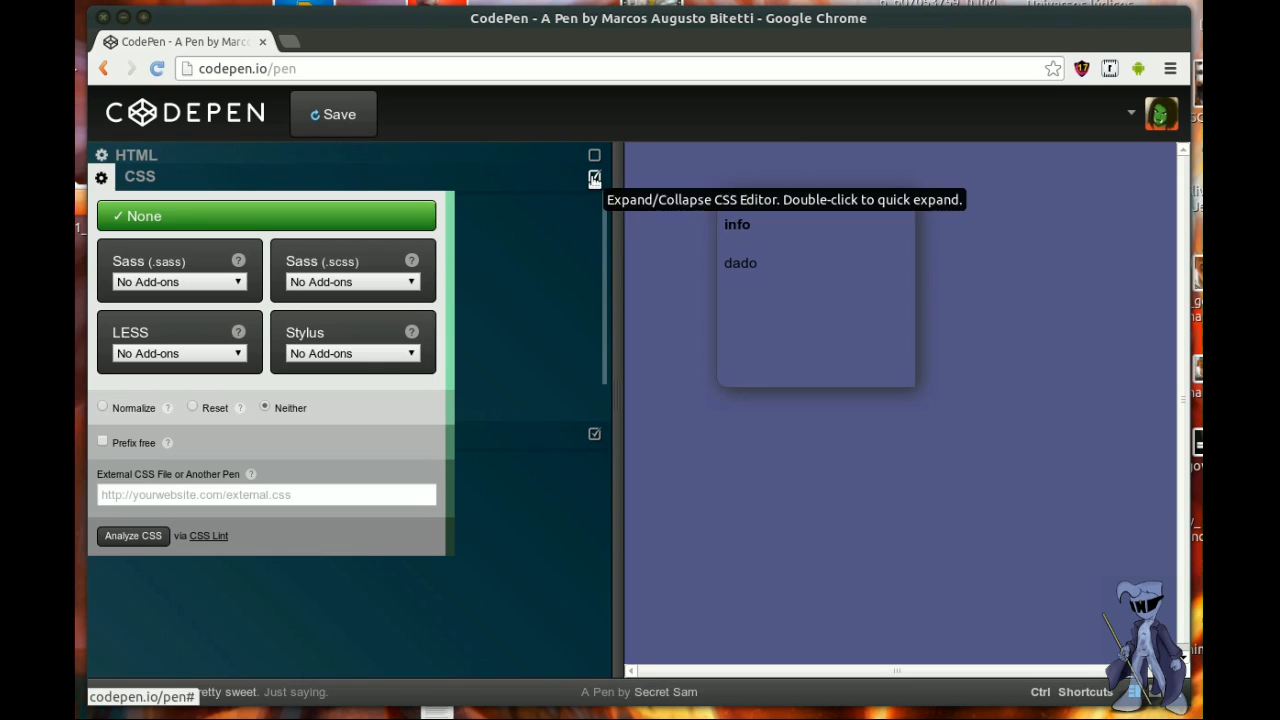 CodePen - A Pen by Marcos Augusto Bitetti - Google Chrome
CodePen - A Pen by Marc
codepen.io/pen
17
CODEPEN
Save
HTML
CSS
Expand/Collapse CSS Editor. Double-click to quick expand.
✓ None
info
Sass (.sass) ?
No Add-ons
Sass (.scss) ?
No Add-ons
dado
LESS ?
No Add-ons
Stylus ?
No Add-ons
Normalize ? Reset ? Neither
Prefix free ?
External CSS File or Another Pen ?
http://yourwebsite.com/external.css
Analyze CSS via CSS Lint
codepen.io/pen#
sweet. Just saying.
A Pen by Secret Sam
Ctrl Shortcuts